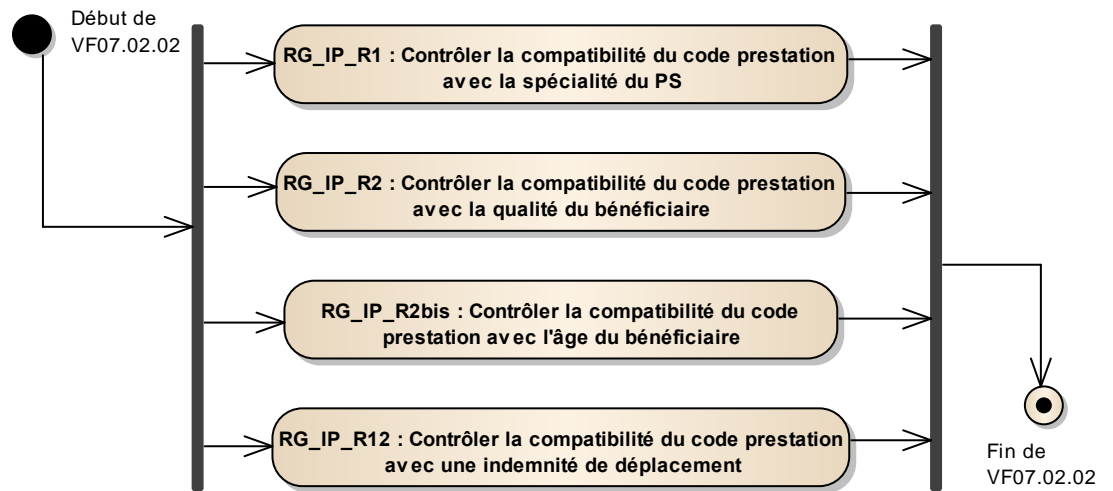 Début de
VF07.02.02
RG_IP_R1 : Contrôler la compatibilité du code prestation
avec la spécialité du PS
RG_IP_R2 : Contrôler la compatibilité du code prestation
avec la qualité du bénéficiaire
RG_IP_R2bis : Contrôler la compatibilité du code
prestation avec l'âge du bénéficiaire
RG_IP_R12 : Contrôler la compatibilité du code prestation
avec une indemnité de déplacement
Fin de
VF07.02.02